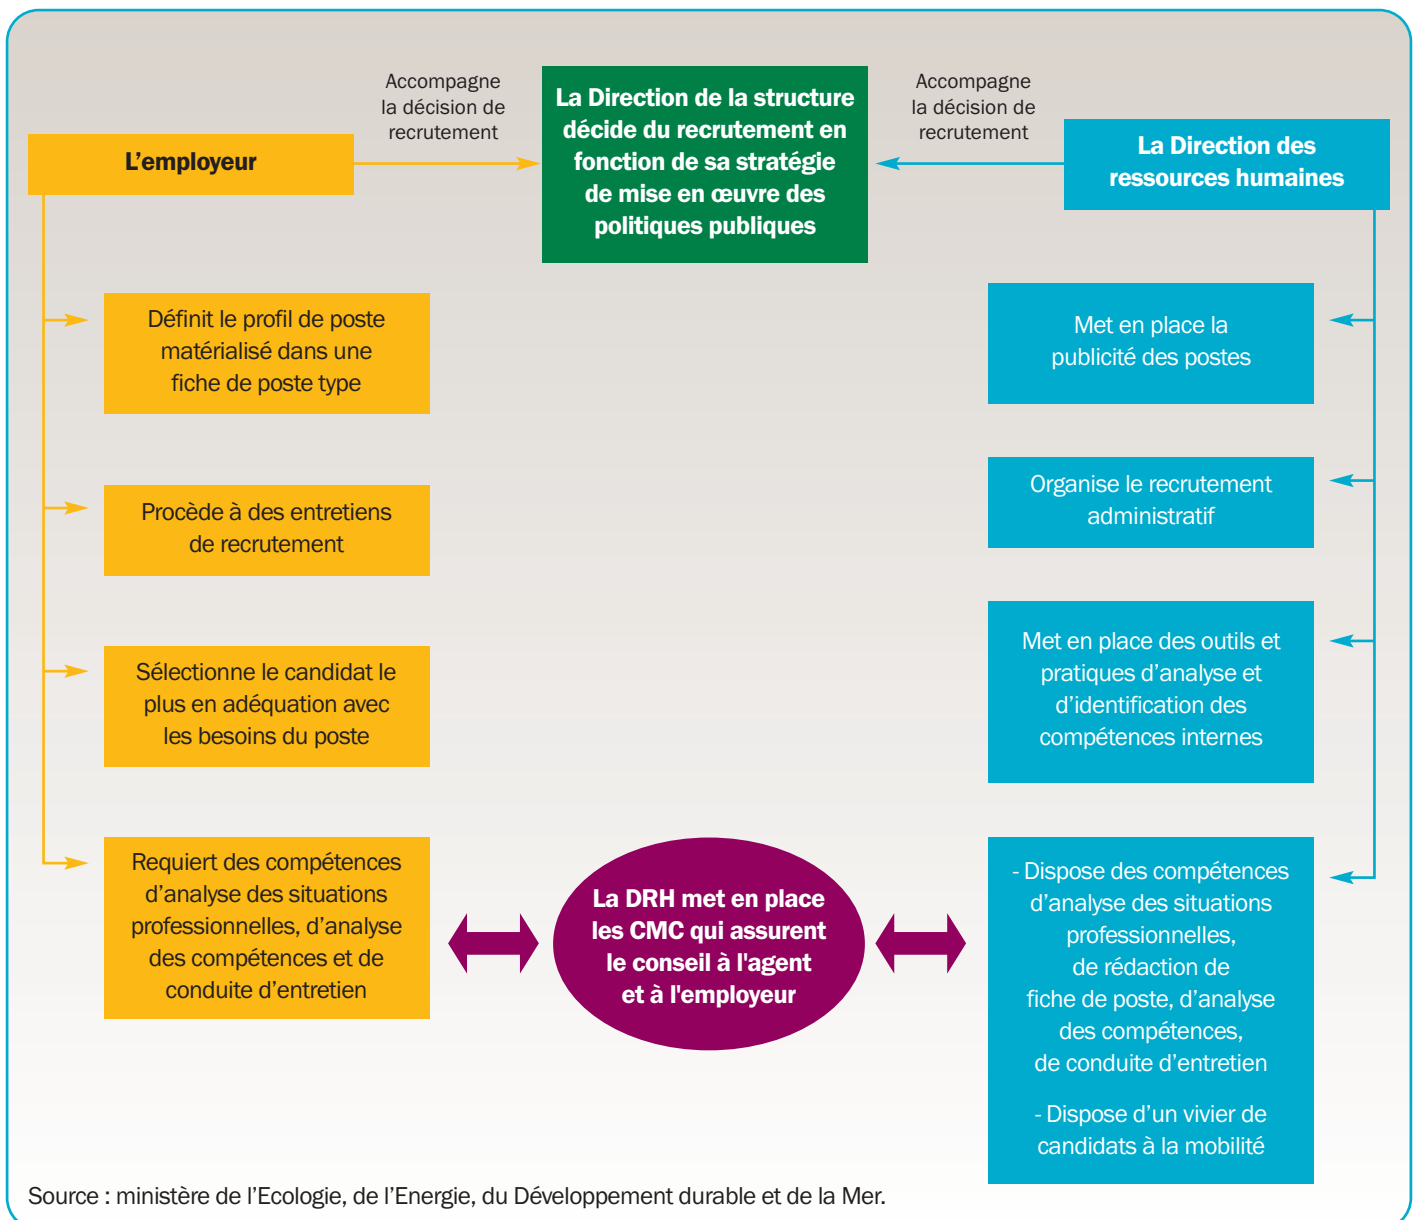 Accompagne
la décision de
recrutement
La Direction de la structure
décide du recrutement en
fonction de sa stratégie
de mise en œuvre des
politiques publiques
Accompagne
la décision de
recrutement
L’employeur
La Direction des
ressources humaines
Définit le profil de poste
matérialisé dans une
fiche de poste type
Procède à des entretiens
de recrutement
Sélectionne le candidat le
plus en adéquation avec
les besoins du poste
Requiert des compétences
d’analyse des situations
professionnelles, d’analyse
des compétences et de
conduite d’entretien
Met en place la
publicité des postes
Organise le recrutement
administratif
Met en place des outils et
pratiques d’analyse et
d’identification des
compétences internes
- Dispose des compétences
d’analyse des situations
professionnelles,
de rédaction de
fiche de poste, d’analyse
des compétences,
de conduite d’entretien
- Dispose d’un vivier de
candidats à la mobilité
La DRH met en place
les CMC qui assurent
le conseil à l'agent
et à l'employeur
Source : ministère de l’Ecologie, de l’Energie, du Développement durable et de la Mer.